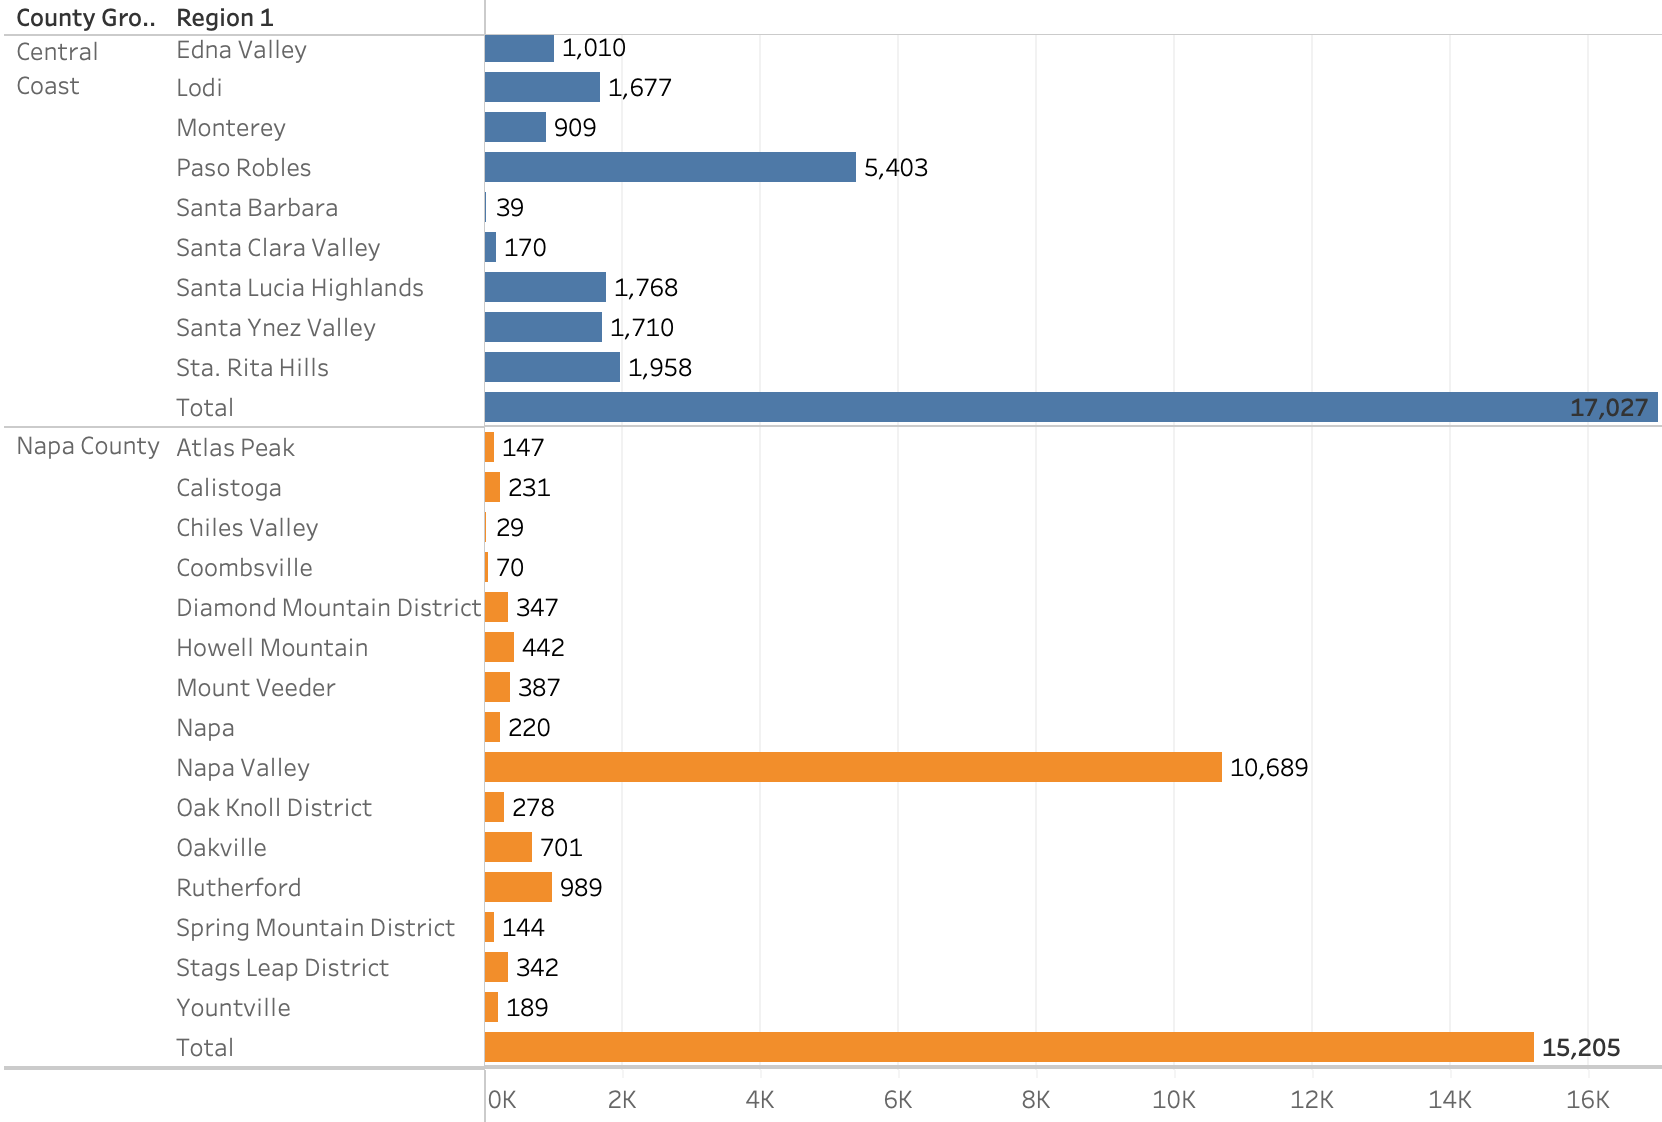 County Gro.. Region 1
Central Coast Edna Valley 1,010
Lodi 1,677
Monterey 909
Paso Robles 5,403
Santa Barbara 39
Santa Clara Valley 170
Santa Lucia Highlands 1,768
Santa Ynez Valley 1,710
Sta. Rita Hills 1,958
Total 17,027
Napa County Atlas Peak 147
Calistoga 231
Chiles Valley 29
Coombsville 70
Diamond Mountain District 347
Howell Mountain 442
Mount Veeder 387
Napa 220
Napa Valley 10,689
Oak Knoll District 278
Oakville 701
Rutherford 989
Spring Mountain District 144
Stags Leap District 342
Yountville 189
Total 15,205
0K 2K 4K 6K 8K 10K 12K 14K 16K